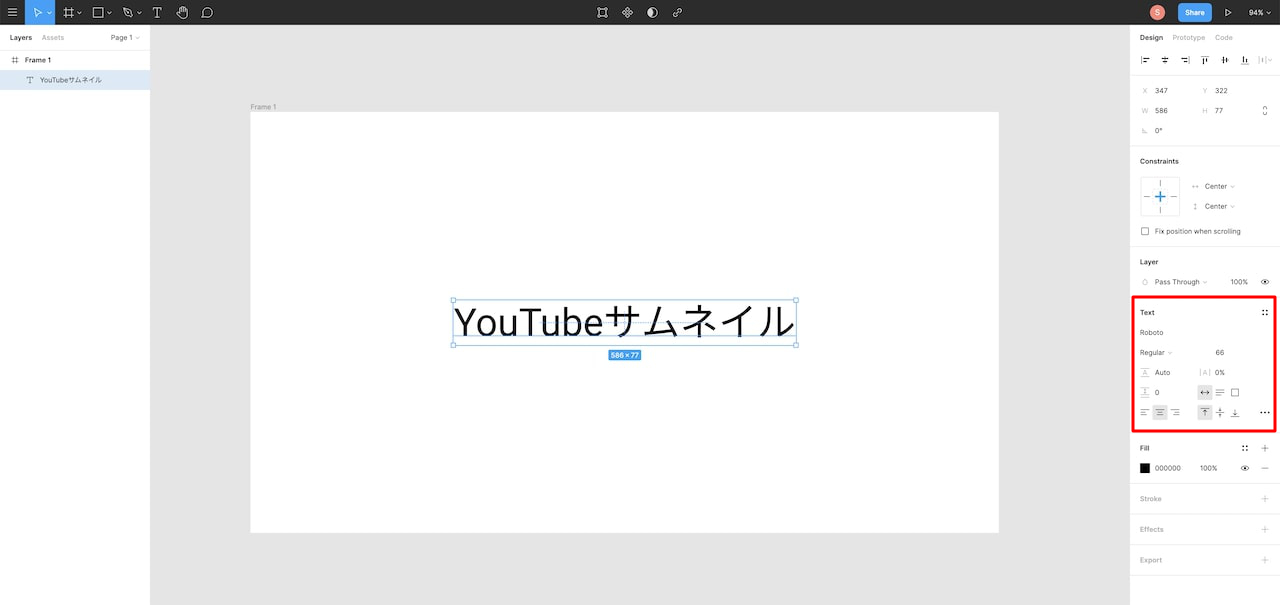 S
Share
94%
Layers
Assets
Page 1
Frame 1
YouTubeサムネイル
Frame 1
YouTubeサムネイル
586 × 77
Design
Prototype
Code
X 347
Y 322
W 586
H 77
0°
Constraints
Center
Center
Fix position when scrolling
Layer
Pass Through
100%
Text
Roboto
Regular
66
A Auto
|A| 0%
0
Fill
000000
100%
Stroke
Effects
Export